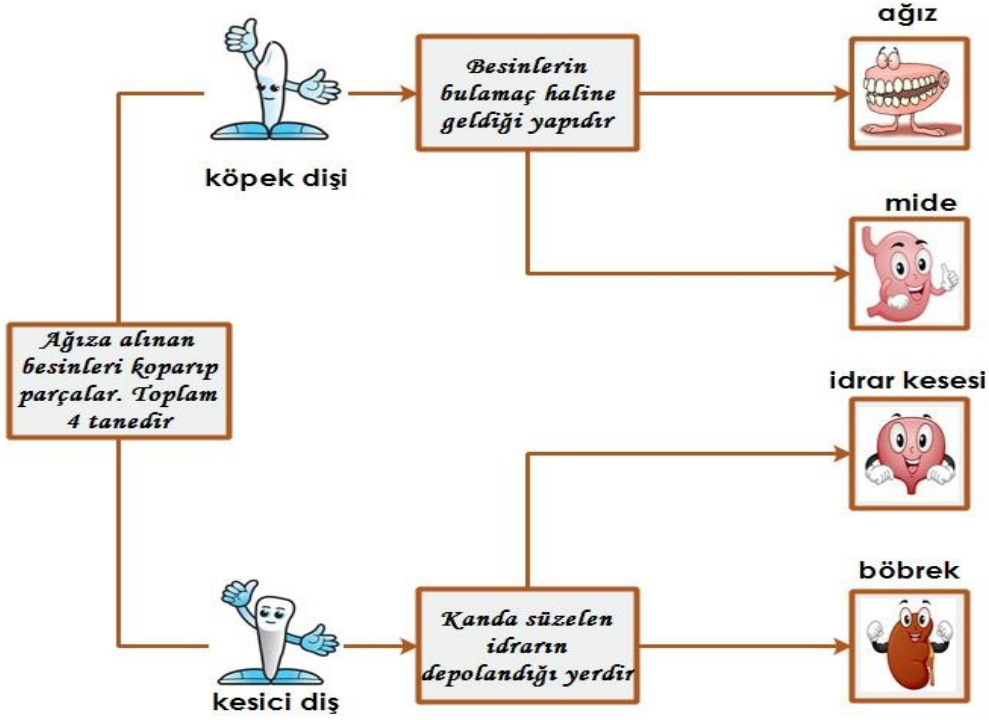 ağız
Besinlerin
bulamaç haline
geldiği yapıdır
köpek dişi
mide
Ağıza alınan
besinleri koparıp
parçalar. Toplam
4 tanedir
idrar kesesi
böbrek
Kanda süzelen
idrarın
depolandığı yerdir
kesici diş